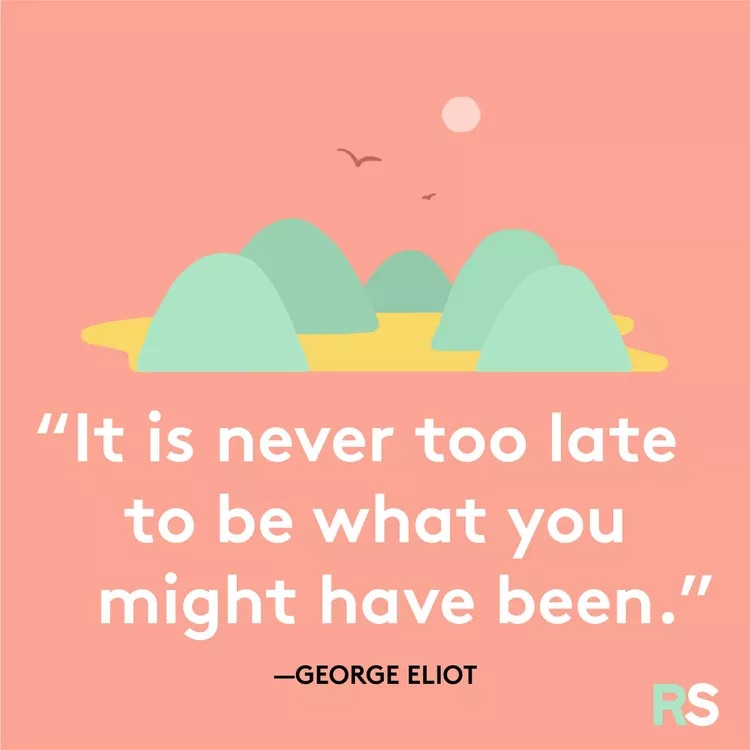 “It is never too late
to be what you
might have been.”
—GEORGE ELIOT
RS